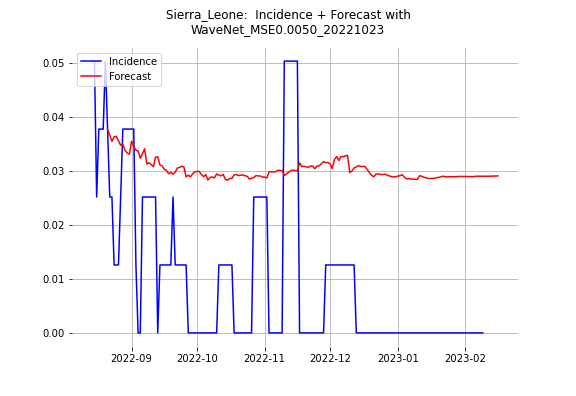 Sierra_Leone:  Incidence + Forecast with
WaveNet_MSE0.0050_20221023
Incidence
Forecast
0.05
0.04
0.03
0.02
0.01
0.00
2022-09 2022-10 2022-11 2022-12 2023-01 2023-02